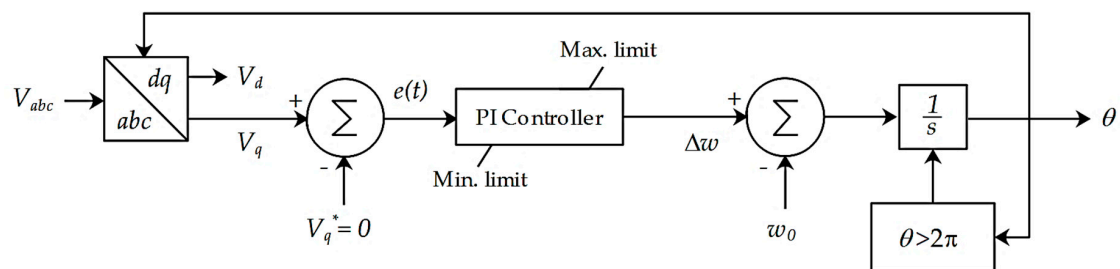 V_abc
dq
abc
V_d
V_q
+
-
Σ
V_q^* = 0
e(t)
Max. limit
PI Controller
Min. limit
Δw
+
-
Σ
w_0
1/s
θ>2π
θ